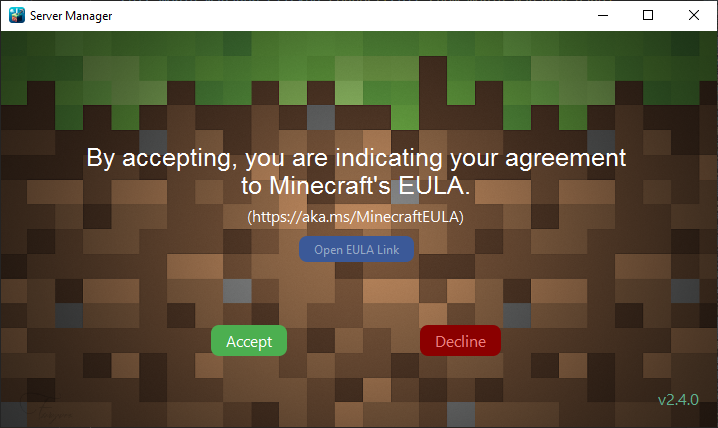 Server Manager
By accepting, you are indicating your agreement
to Minecraft's EULA.
(https://aka.ms/MinecraftEULA)
Open EULA Link
Accept
Decline
v2.4.0